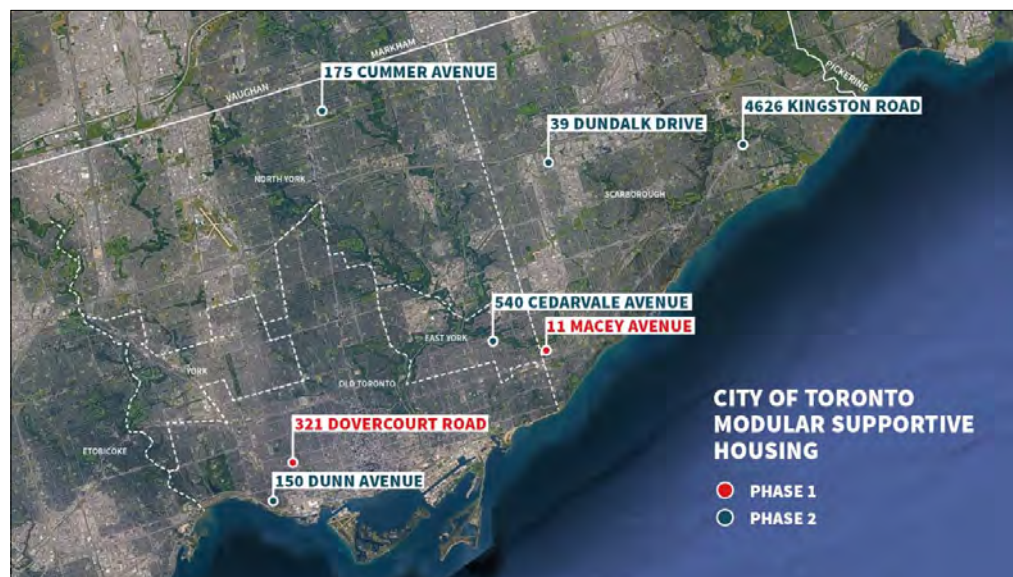 MARKHAM
VAUGHAN
PICKERING
175 CUMMER AVENUE
4626 KINGSTON ROAD
39 DUNDALK DRIVE
NORTH YORK
SCARBOROUGH
540 CEDARVALE AVENUE
11 MACEY AVENUE
EAST YORK
YORK
OLD TORONTO
321 DOVERCOURT ROAD
ETOBICOKE
150 DUNN AVENUE
CITY OF TORONTO
MODULAR SUPPORTIVE
HOUSING
PHASE 1
PHASE 2